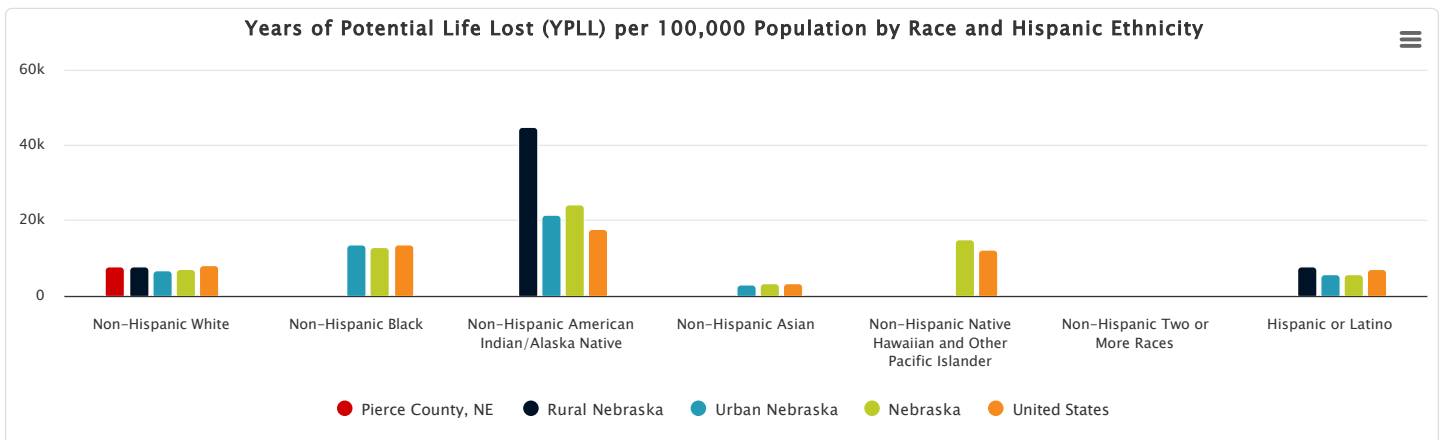 Years of Potential Life Lost (YPLL) per 100,000 Population by Race and Hispanic Ethnicity
60k
40k
20k
0
Non-Hispanic White
Non-Hispanic Black
Non-Hispanic American
Indian/Alaska Native
Non-Hispanic Asian
Non-Hispanic Native
Hawaiian and Other
Pacific Islander
Non-Hispanic Two or
More Races
Hispanic or Latino
Pierce County, NE
Rural Nebraska
Urban Nebraska
Nebraska
United States